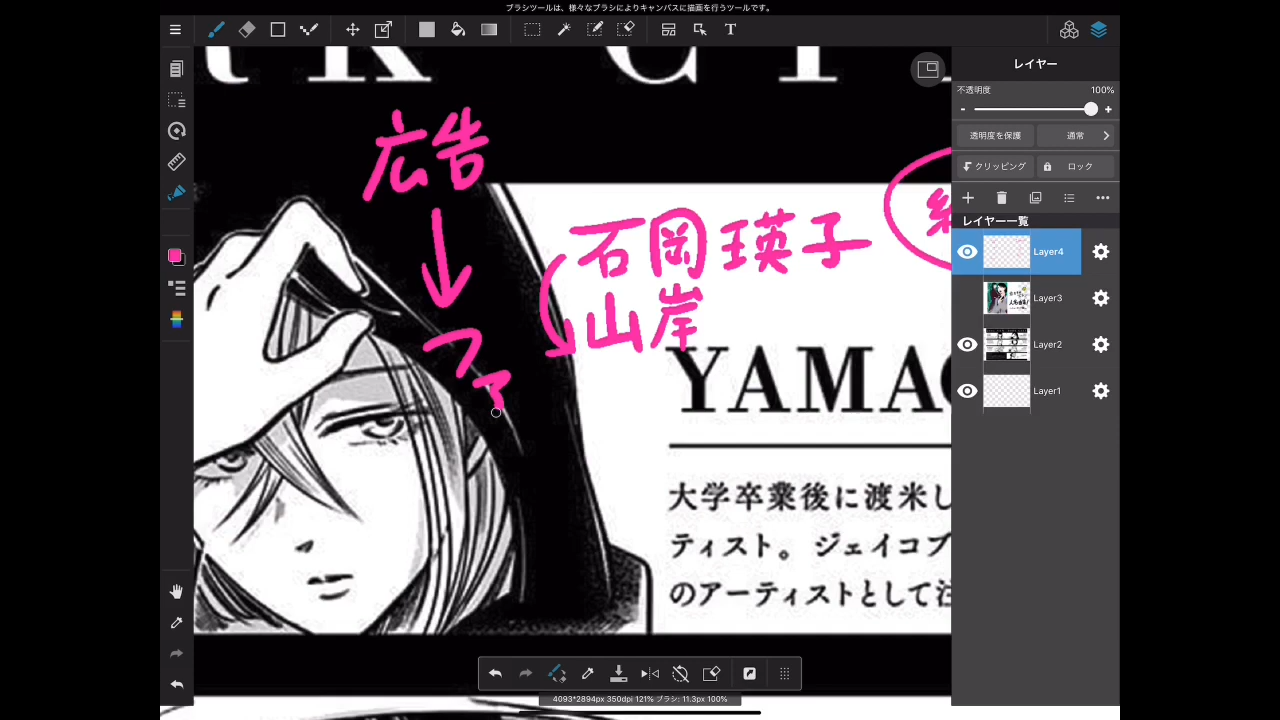 ブラシツールは、様々なブラシによりキャンバスに描画を行うツールです。
T
レイヤー
不透明度 100%
- +
透明度を保護 通常
クリッピング ロック
レイヤー一覧
Layer4
Layer3
Layer2
Layer1
広告
↓
ファ
石岡瑛子
山岸
YAMA
大学卒業後に渡米し
ティスト。ジェイコブ
のアーティストとして注
4093*2894px 350dpi 121% ブラシ: 11.3px 100%